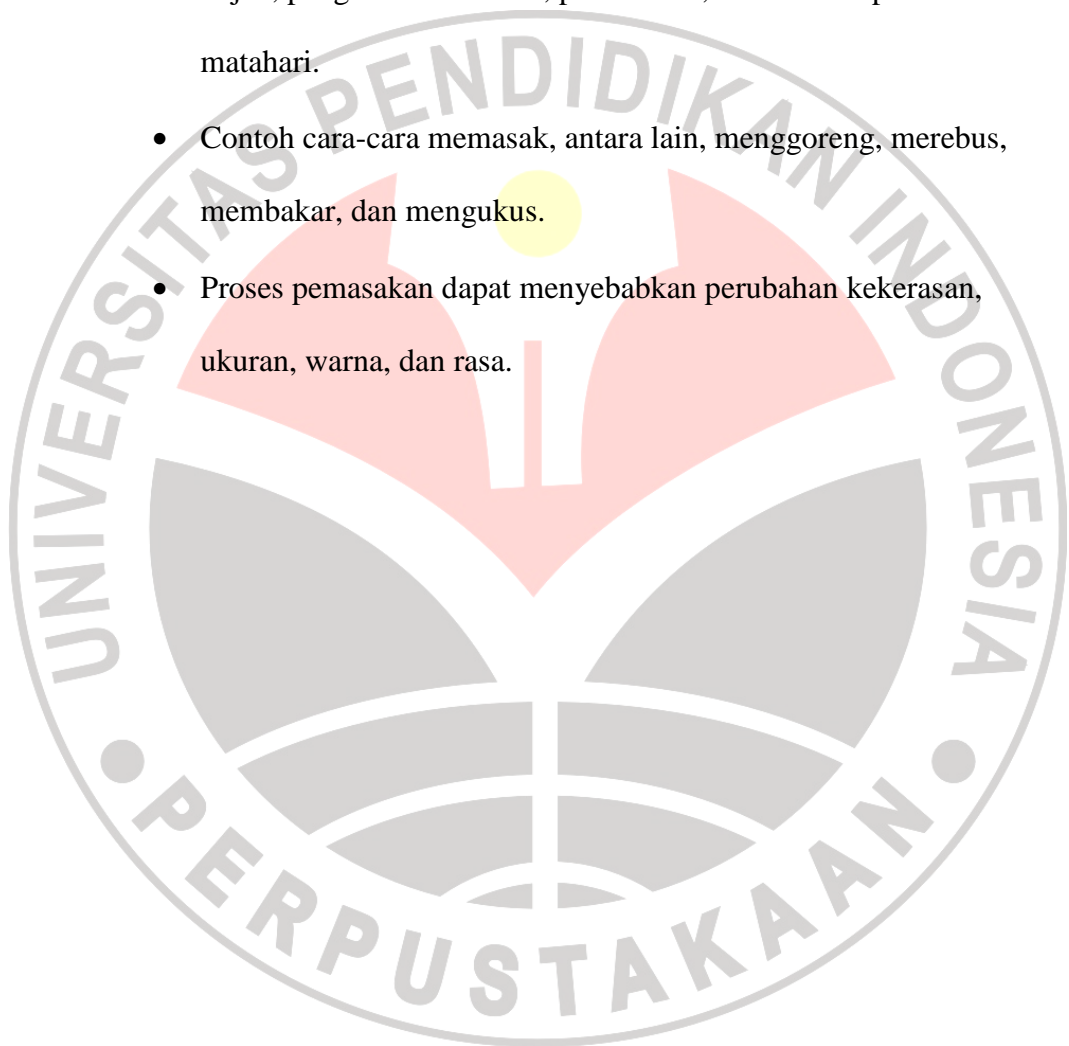 matahari.
• Contoh cara-cara memasak, antara lain, menggoreng, merebus,
membakar, dan mengukus.
• Proses pemasakan dapat menyebabkan perubahan kekerasan,
ukuran, warna, dan rasa.
UNIVERSITAS PENDIDIKAN INDONESIA
PERPUSTAKAAN